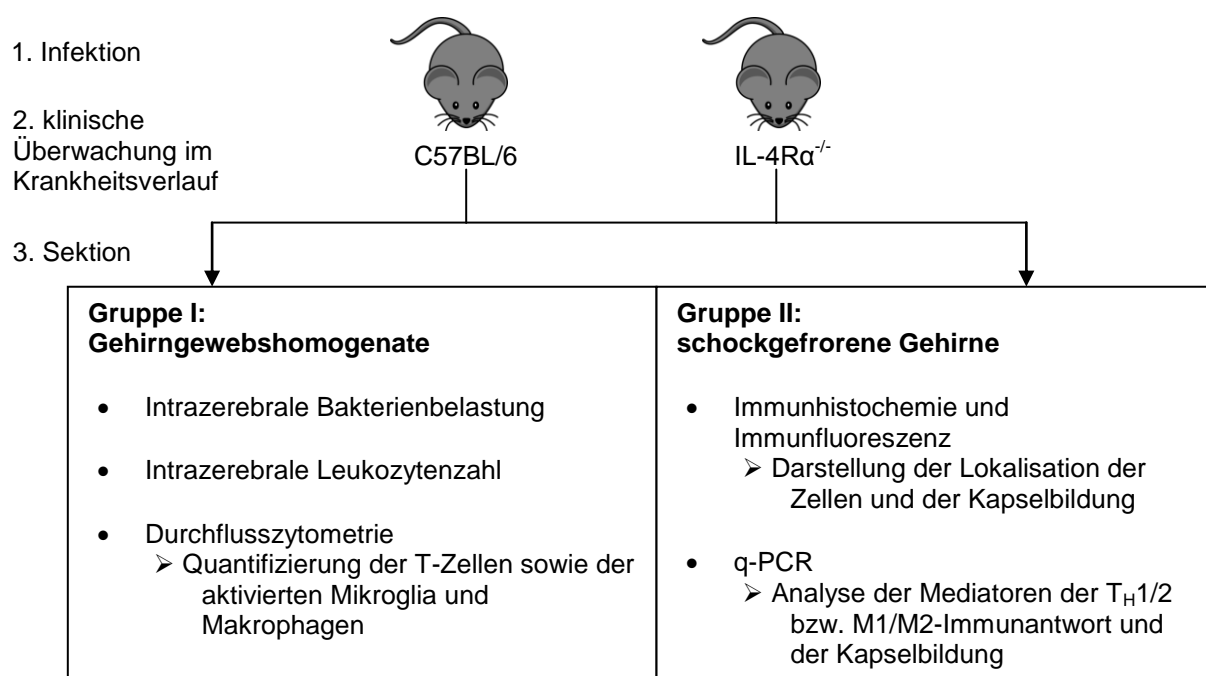 1. Infektion
2. klinische
Überwachung im
Krankheitsverlauf
C57BL/6
IL-4Rα-/-
3. Sektion
Gruppe I:
Gehirngewebshomogenate
• Intrazerebrale Bakterienbelastung
• Intrazerebrale Leukozytenzahl
• Durchflusszytometrie
➢ Quantifizierung der T-Zellen sowie der
aktivierten Mikroglia und
Makrophagen
Gruppe II:
schockgefrorene Gehirne
• Immunhistochemie und
Immunfluoreszenz
➢ Darstellung der Lokalisation der
Zellen und der Kapselbildung
• q-PCR
➢ Analyse der Mediatoren der TH1/2
bzw. M1/M2-Immunantwort und
der Kapselbildung